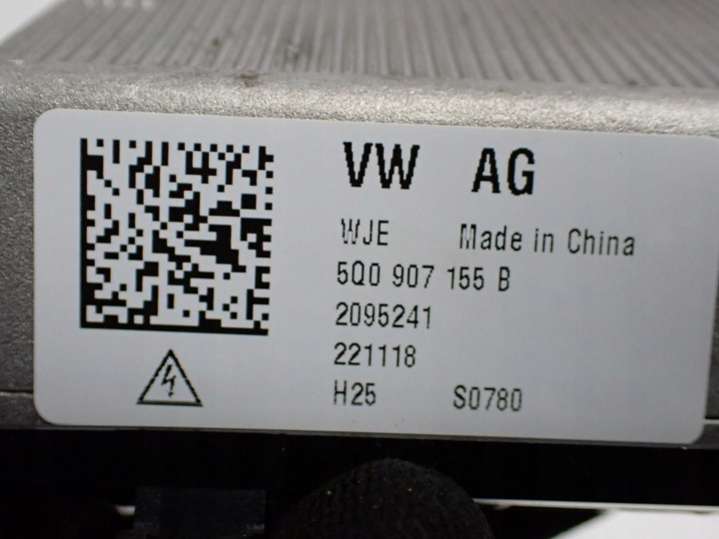 VW AG
WJE Made in China
5Q0 907 155 B
2095241
221118
H25 S0780